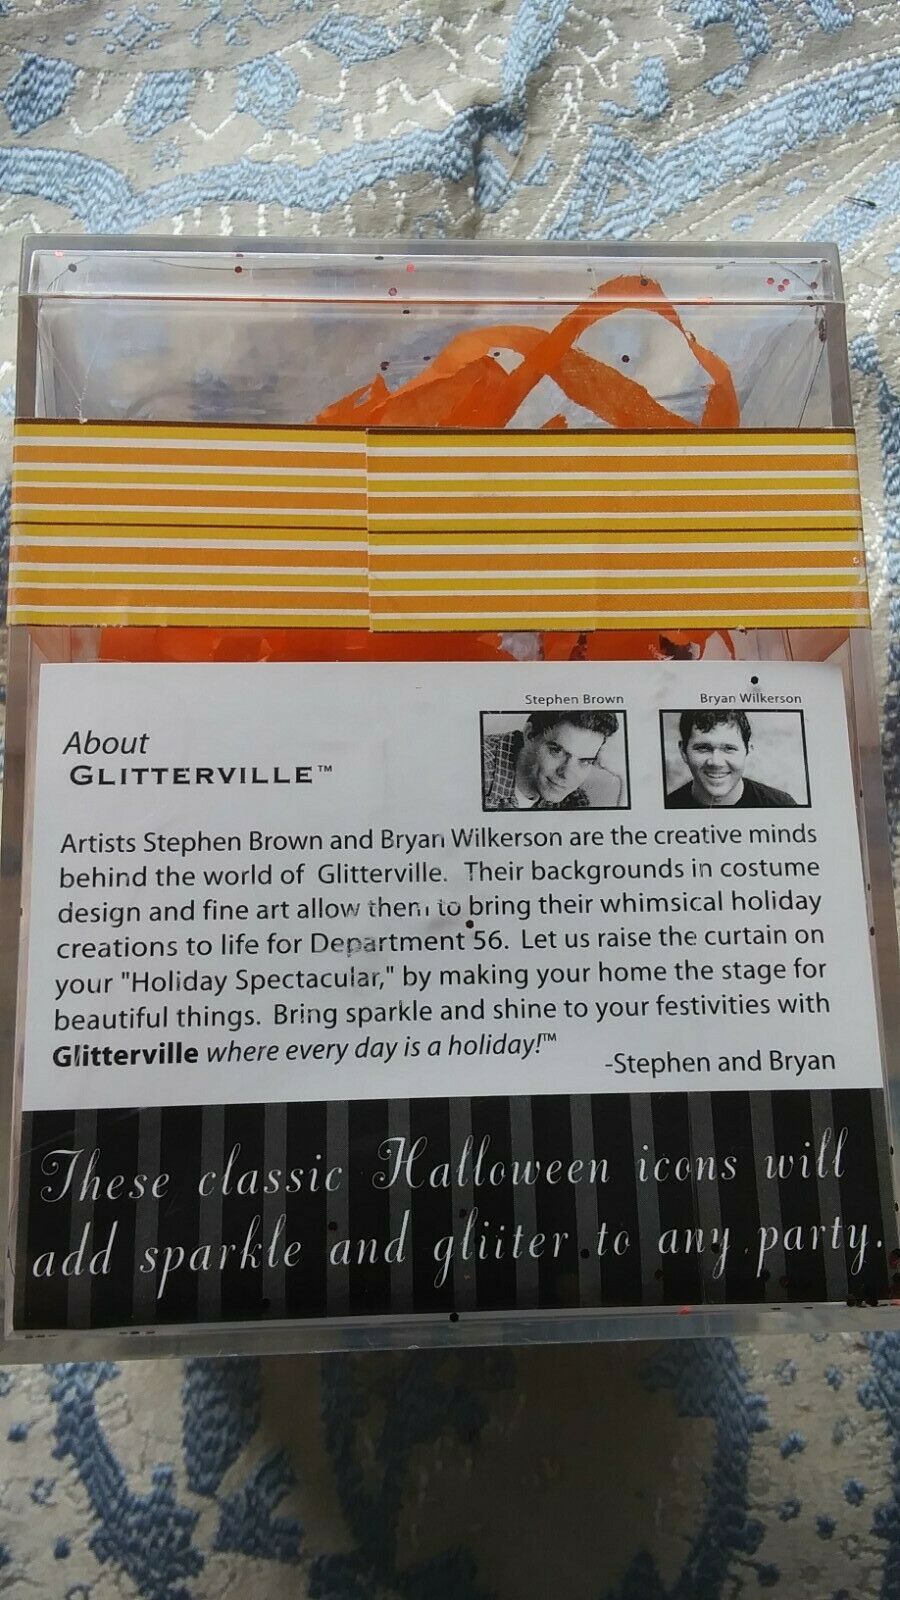 Stephen Brown
Bryan Wilkerson
About
GLITTERVILLE™
Artists Stephen Brown and Bryan Wilkerson are the creative minds
behind the world of Glitterville. Their backgrounds in costume
design and fine art allow them to bring their whimsical holiday
creations to life for Department 56. Let us raise the curtain on
your "Holiday Spectacular," by making your home the stage for
beautiful things. Bring sparkle and shine to your festivities with
Glitterville where every day is a holiday!™
-Stephen and Bryan
These classic Halloween icons will
add sparkle and glitter to any party.